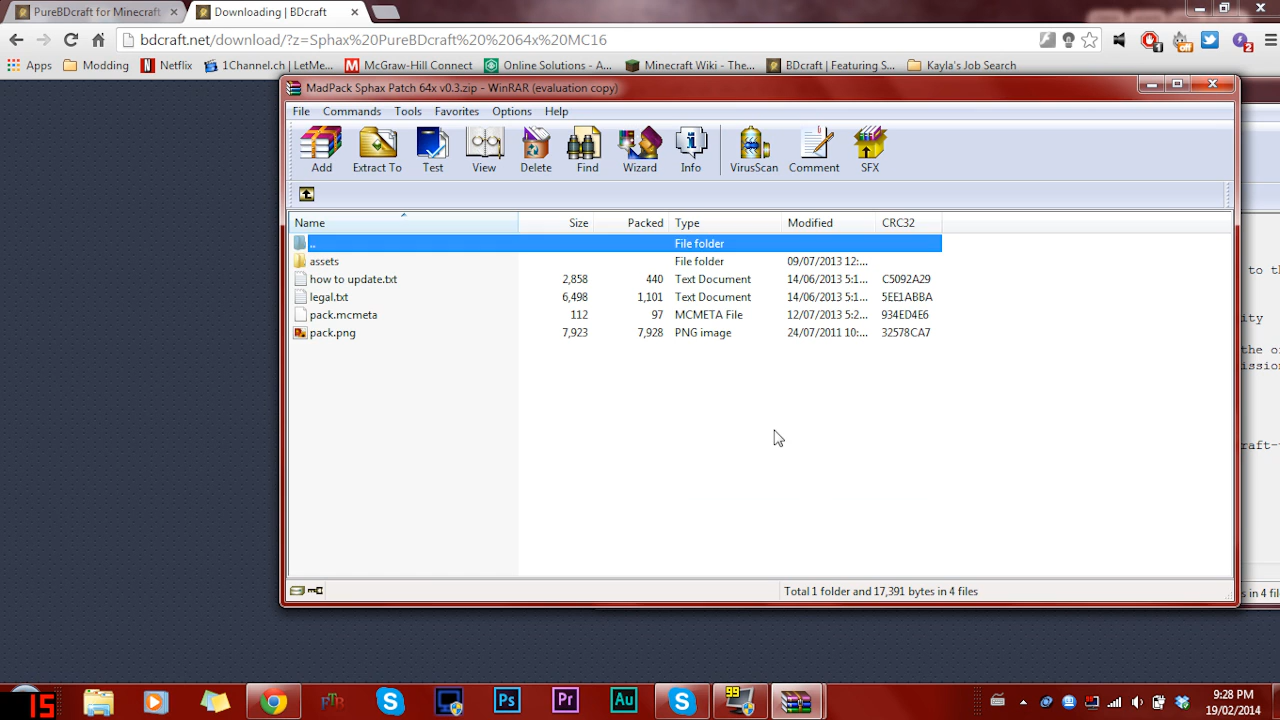 PureBDcraft for Minecraft
Downloading | BDcraft
bdcraft.net/download/?z=Sphax%20PureBDcraft%20%2064x%20MC16
Apps Modding Netflix 1Channel.ch | LetMe... McGraw-Hill Connect Online Solutions - A... Minecraft Wiki - The... BDcraft | Featuring S... Kayla's Job Search
MadPack Sphax Patch 64x v0.3.zip - WinRAR (evaluation copy)
File Commands Tools Favorites Options Help
Add Extract To Test View Delete Find Wizard Info VirusScan Comment SFX
Name Size Packed Type Modified CRC32
.. File folder
assets File folder 09/07/2013 12:...
how to update.txt 2,858 440 Text Document 14/06/2013 5:1... C5092A29
legal.txt 6,498 1,101 Text Document 14/06/2013 5:1... 5EE1ABBA
pack.mcmeta 112 97 MCMETA File 12/07/2013 5:2... 934ED4E6
pack.png 7,923 7,928 PNG image 24/07/2011 10:... 32578CA7
Total 1 folder and 17,391 bytes in 4 files
15 Ps Pr Au 99
9:28 PM
19/02/2014